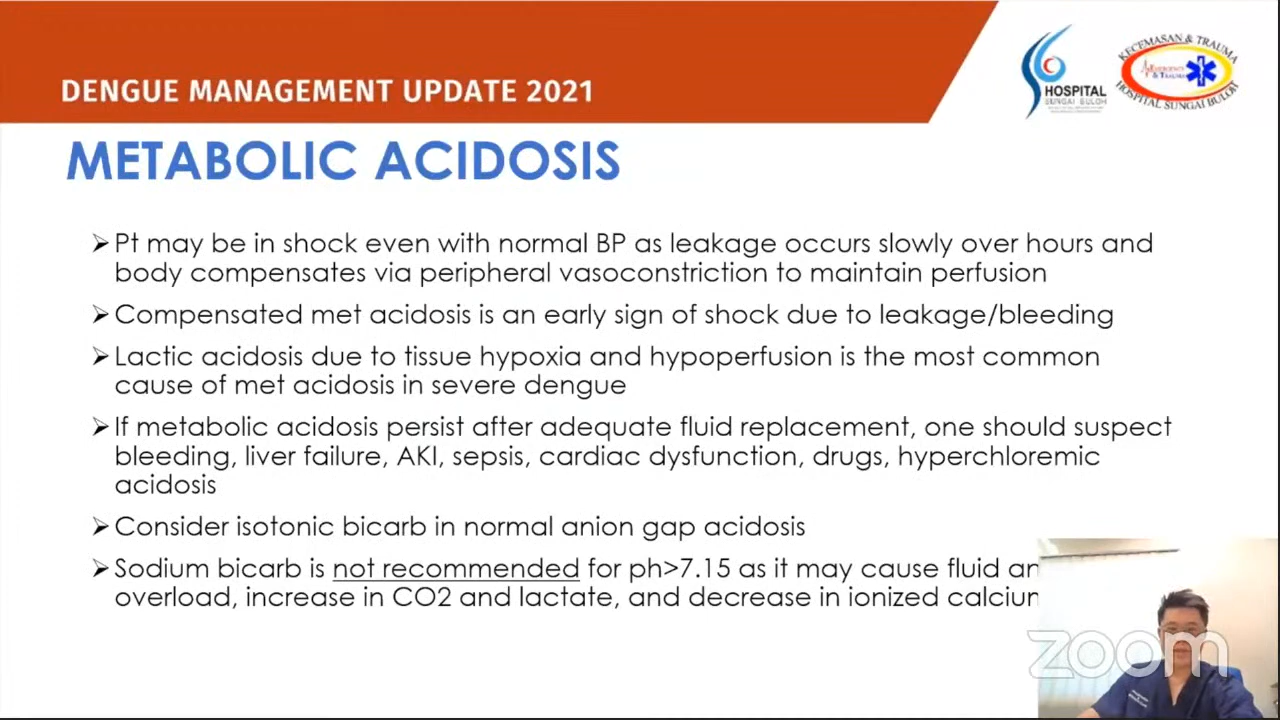 DENGUE MANAGEMENT UPDATE 2021
HOSPITAL
SUNGAI BULOH
KECEMASAN & TRAUMA
HOSPITAL SUNGAI BULOH
METABOLIC ACIDOSIS
➢ Pt may be in shock even with normal BP as leakage occurs slowly over hours and
body compensates via peripheral vasoconstriction to maintain perfusion
➢ Compensated met acidosis is an early sign of shock due to leakage/bleeding
➢ Lactic acidosis due to tissue hypoxia and hypoperfusion is the most common
cause of met acidosis in severe dengue
➢ If metabolic acidosis persist after adequate fluid replacement, one should suspect
bleeding, liver failure, AKI, sepsis, cardiac dysfunction, drugs, hyperchloremic
acidosis
➢ Consider isotonic bicarb in normal anion gap acidosis
➢ Sodium bicarb is not recommended for ph>7.15 as it may cause fluid
overload, increase in CO2 and lactate, and decrease in ionized
zoom